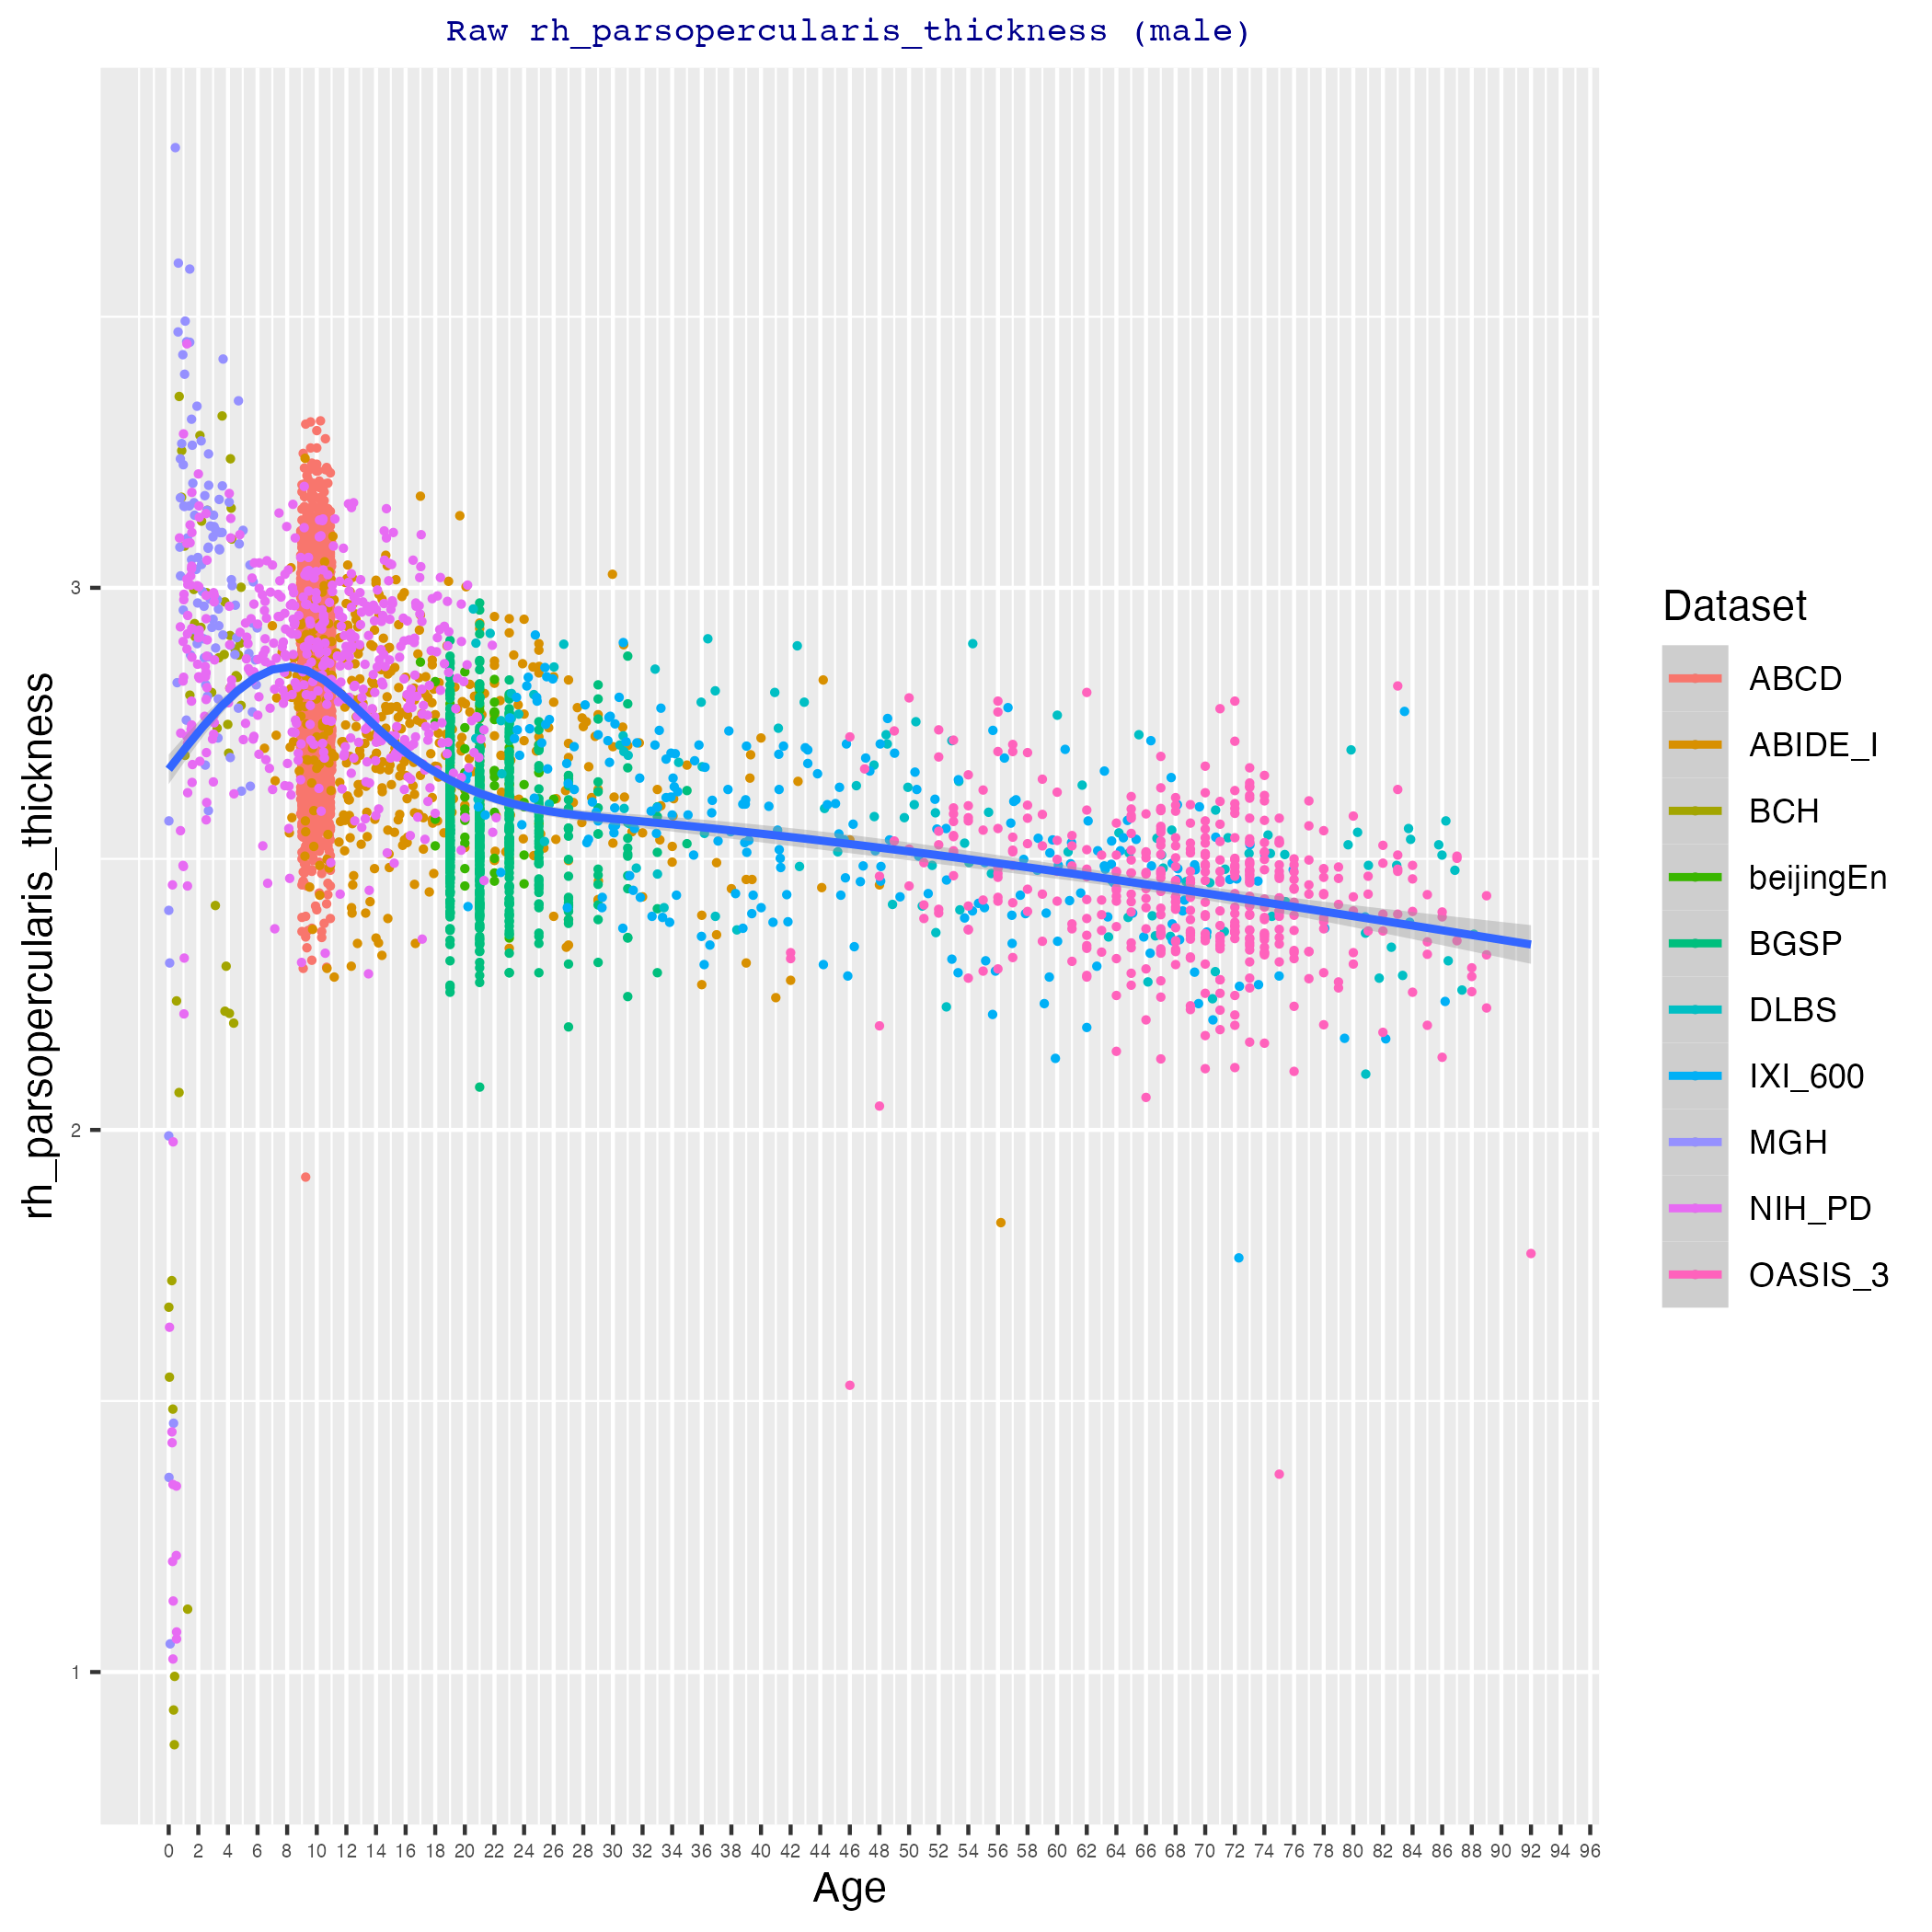 Raw rh_parsopercularis_thickness (male)
rh_parsopercularis_thickness
3
2
1
0 2 4 6 8 10 12 14 16 18 20 22 24 26 28 30 32 34 36 38 40 42 44 46 48 50 52 54 56 58 60 62 64 66 68 70 72 74 76 78 80 82 84 86 88 90 92 94 96
Age
Dataset
ABCD
ABIDE_I
BCH
beijingEn
BGSP
DLBS
IXI_600
MGH
NIH_PD
OASIS_3